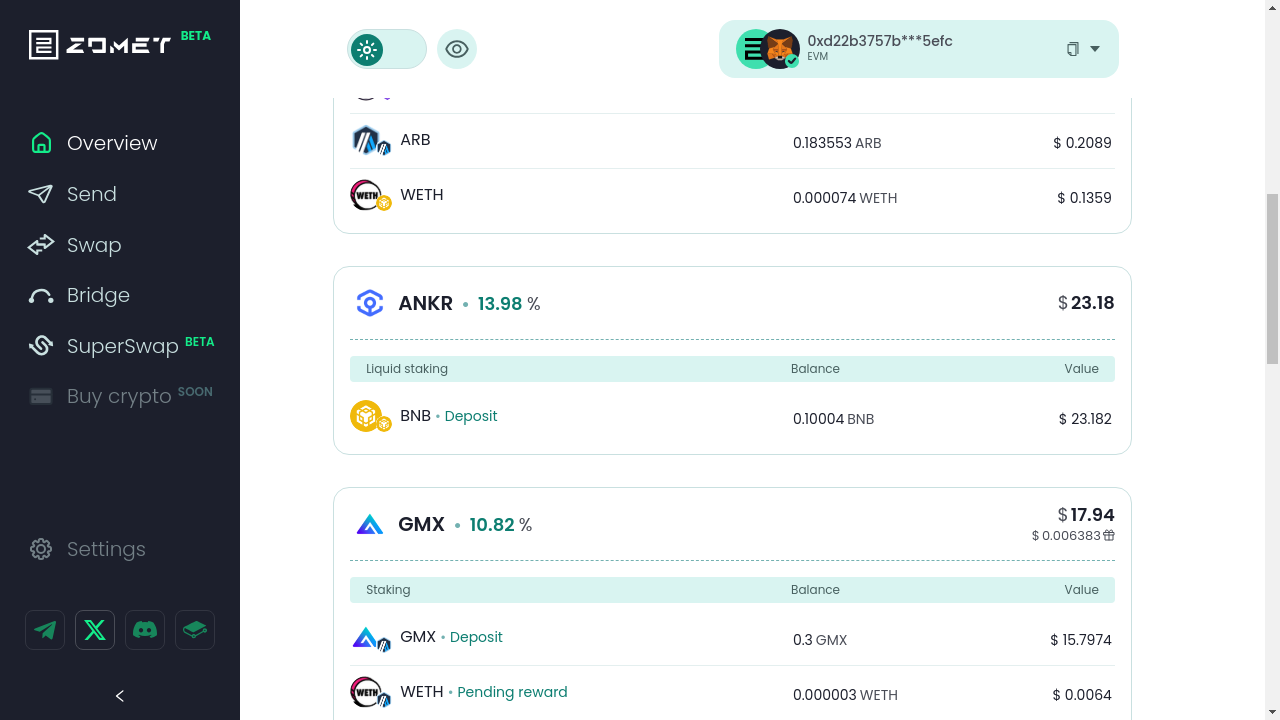 ZOMET BETA
Overview
Send
Swap
Bridge
SuperSwap BETA
Buy crypto SOON
Settings
0xd22b3757b***5efc
EVM
ARB 0.183553 ARB $ 0.2089
WETH WETH 0.000074 WETH $ 0.1359
ANKR • 13.98 % $ 23.18
Liquid staking Balance Value
BNB • Deposit 0.10004 BNB $ 23.182
GMX • 10.82 % $ 17.94
$ 0.006383
Staking Balance Value
GMX • Deposit 0.3 GMX $ 15.7974
WETH WETH • Pending reward 0.000003 WETH $ 0.0064